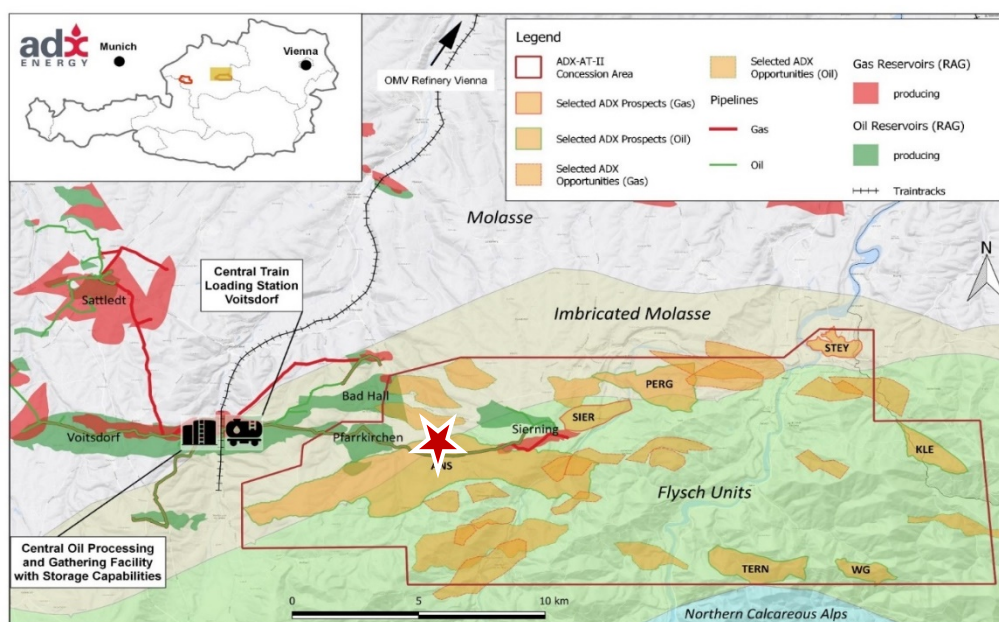 adx
ENERGY
Munich
Vienna
OMV Refinery Vienna
Legend
ADX-AT-II
Concession Area
Selected ADX Prospects (Gas)
Selected ADX Prospects (Oil)
Selected ADX
Opportunities (Gas)
Selected ADX
Opportunities (Oil)
Pipelines
Gas
Oil
Gas Reservoirs (RAG)
producing
Oil Reservoirs (RAG)
producing
Traintracks
Molasse
N
Central Train
Loading Station
Voitsdorf
Sattledt
Imbricated Molasse
STEY
PERG
Bad Hall
SIER
Voitsdorf
Pfarrkirchen
Sierning
ANS
KLE
Flysch Units
Central Oil Processing
and Gathering Facility
with Storage Capabilities
TERN
WG
0 5 10 km
Northern Calcareous Alps